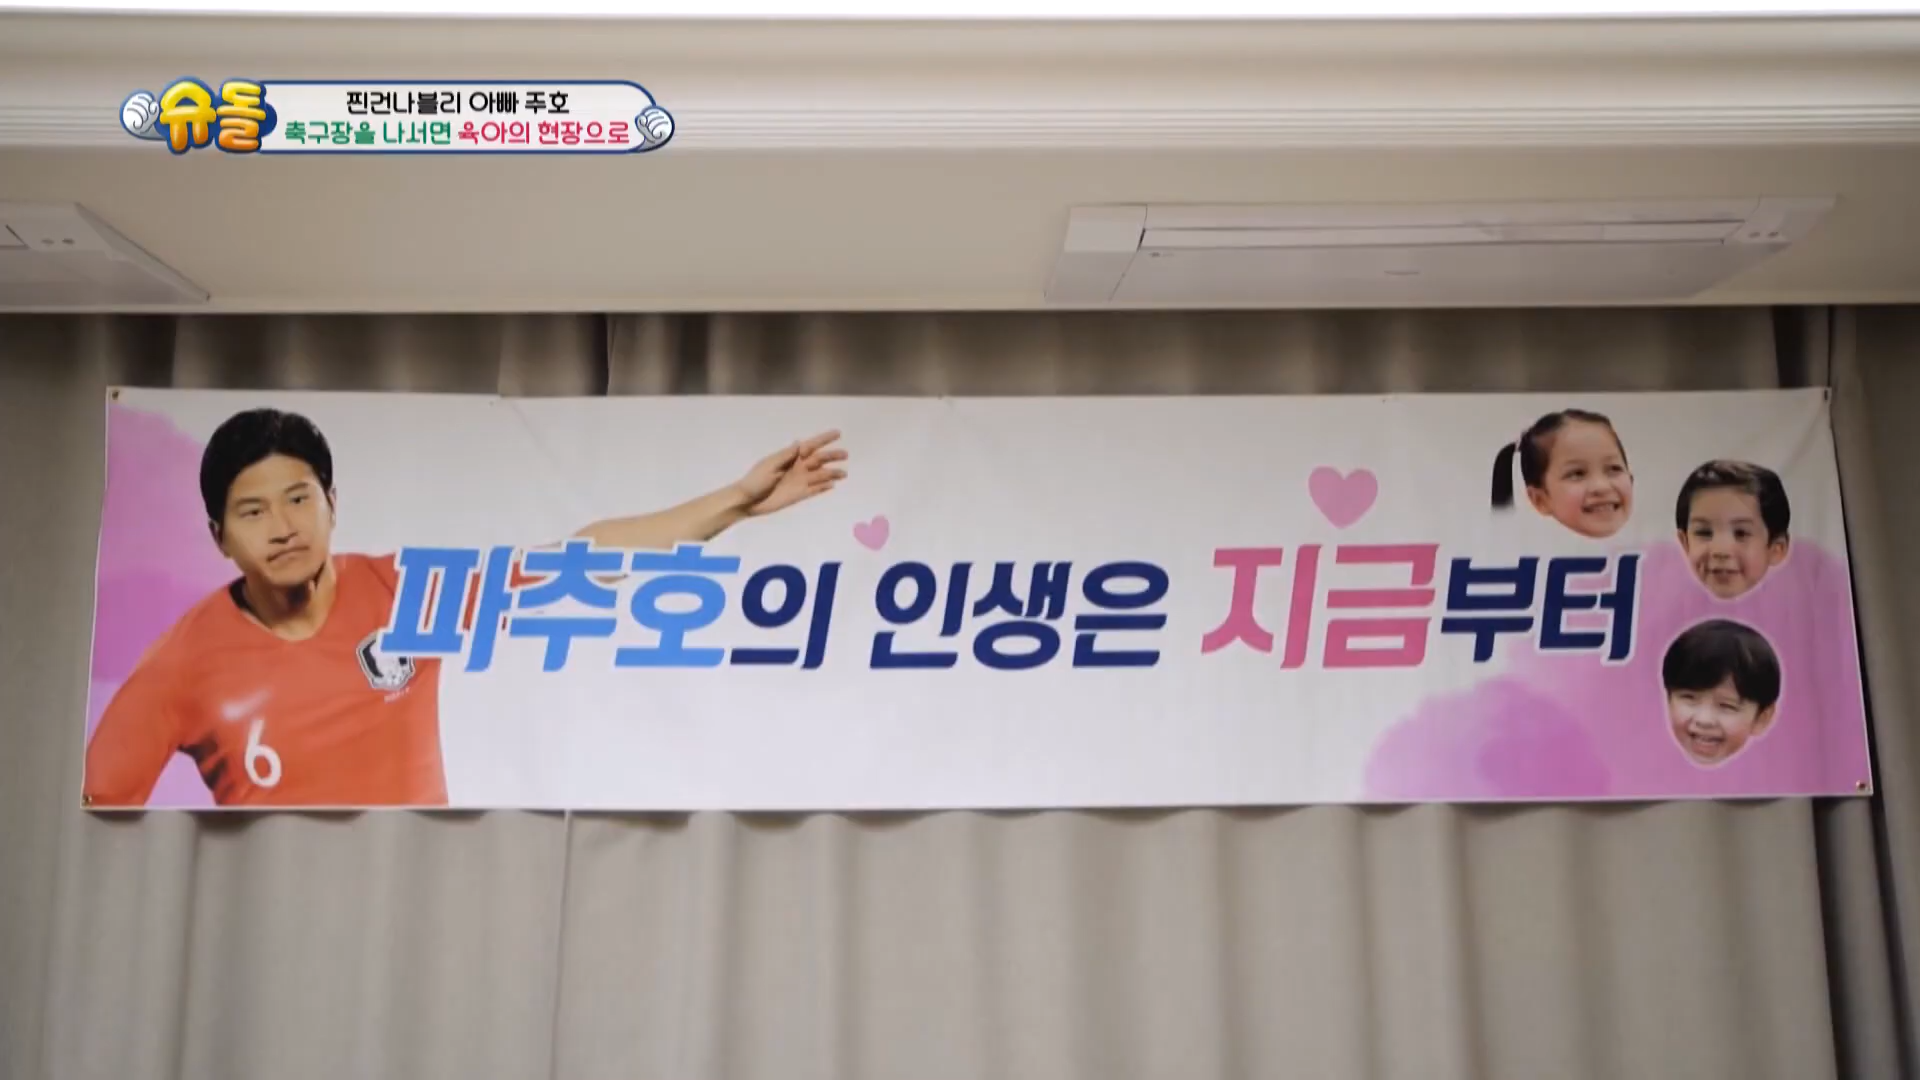 슈돌
찐건나블리 아빠 주호
축구장을 나서면 육아의 현장으로
파추호의 인생은 지금부터
6